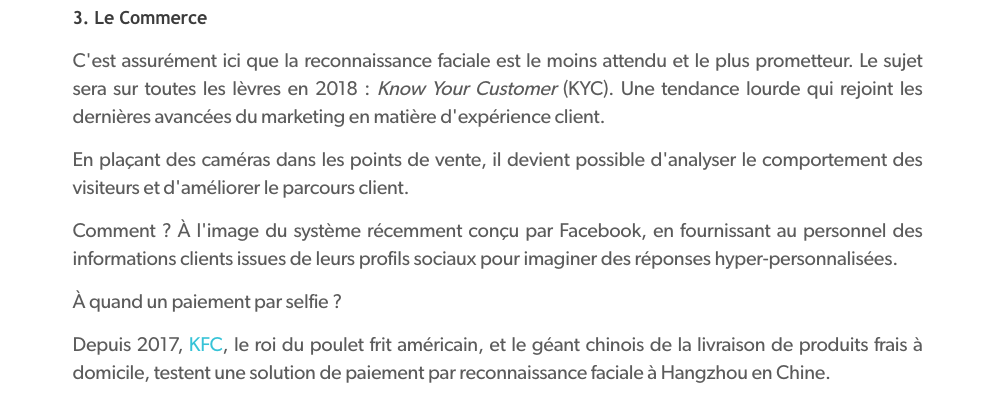 3. Le Commerce
C'est assurément ici que la reconnaissance faciale est le moins attendu et le plus prometteur. Le sujet
sera sur toutes les lèvres en 2018 : Know Your Customer (KYC). Une tendance lourde qui rejoint les
dernières avancées du marketing en matière d'expérience client.
En plaçant des caméras dans les points de vente, il devient possible d'analyser le comportement des
visiteurs et d'améliorer le parcours client.
Comment ? À l'image du système récemment conçu par Facebook, en fournissant au personnel des
informations clients issues de leurs profils sociaux pour imaginer des réponses hyper-personnalisées.
À quand un paiement par selfie ?
Depuis 2017, KFC, le roi du poulet frit américain, et le géant chinois de la livraison de produits frais à
domicile, testent une solution de paiement par reconnaissance faciale à Hangzhou en Chine.